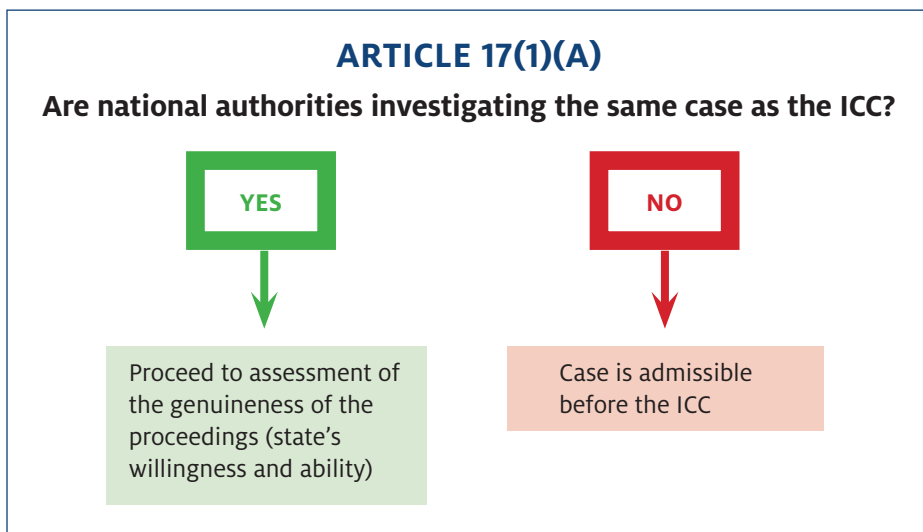 ARTICLE 17(1)(A)
Are national authorities investigating the same case as the ICC?
YES
NO
Proceed to assessment of
the genuineness of the
proceedings (state’s
willingness and ability)
Case is admissible
before the ICC